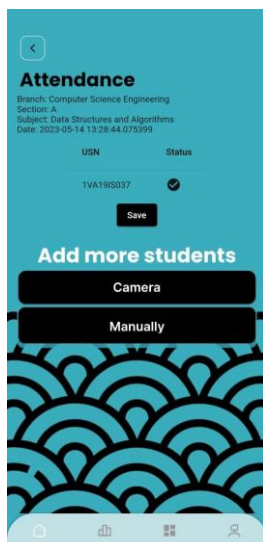 Attendance
Branch: Computer Science Engineering
Section: A
Subject: Data Structures and Algorithms
Date: 2023-05-14 13:28:44.075399
USN Status
1VA19IS037
Save
Add more students
Camera
Manually